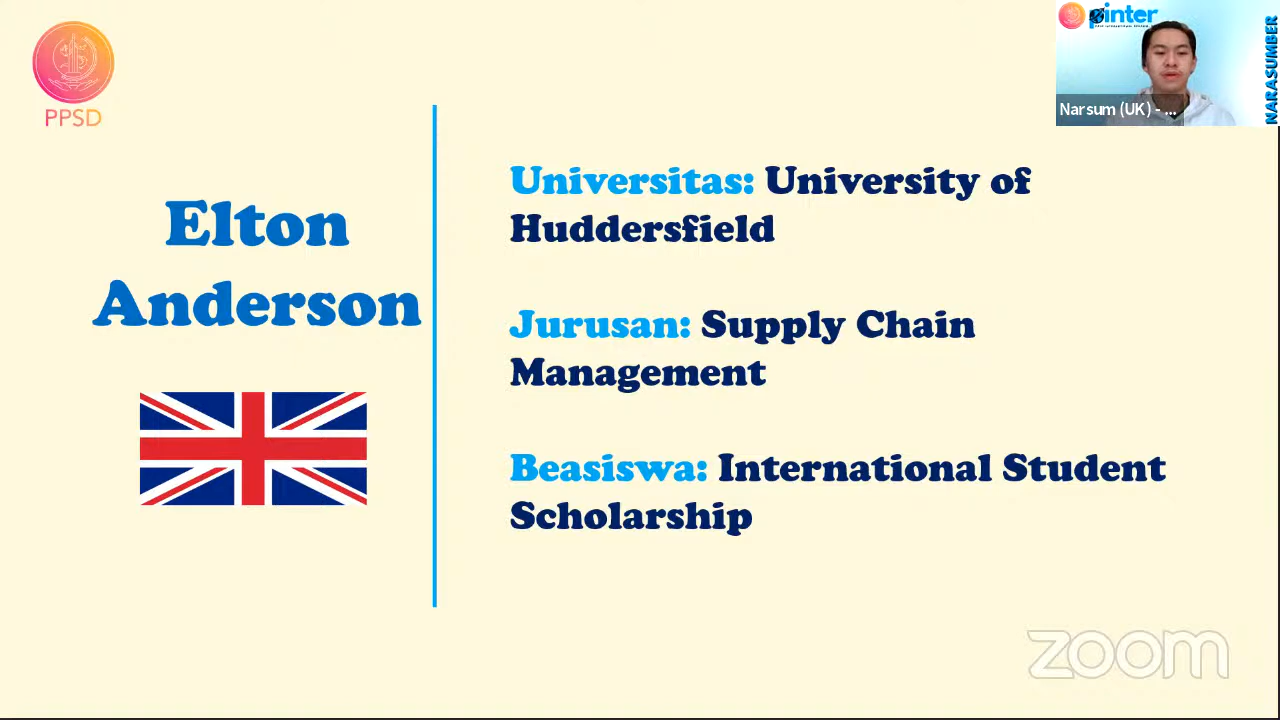 PPSD
Elton
Anderson
Universitas: University of
Huddersfield
Jurusan: Supply Chain
Management
Beasiswa: International Student
Scholarship
pinter
Narsum (UK) - ...
NARASUMBER
zoom